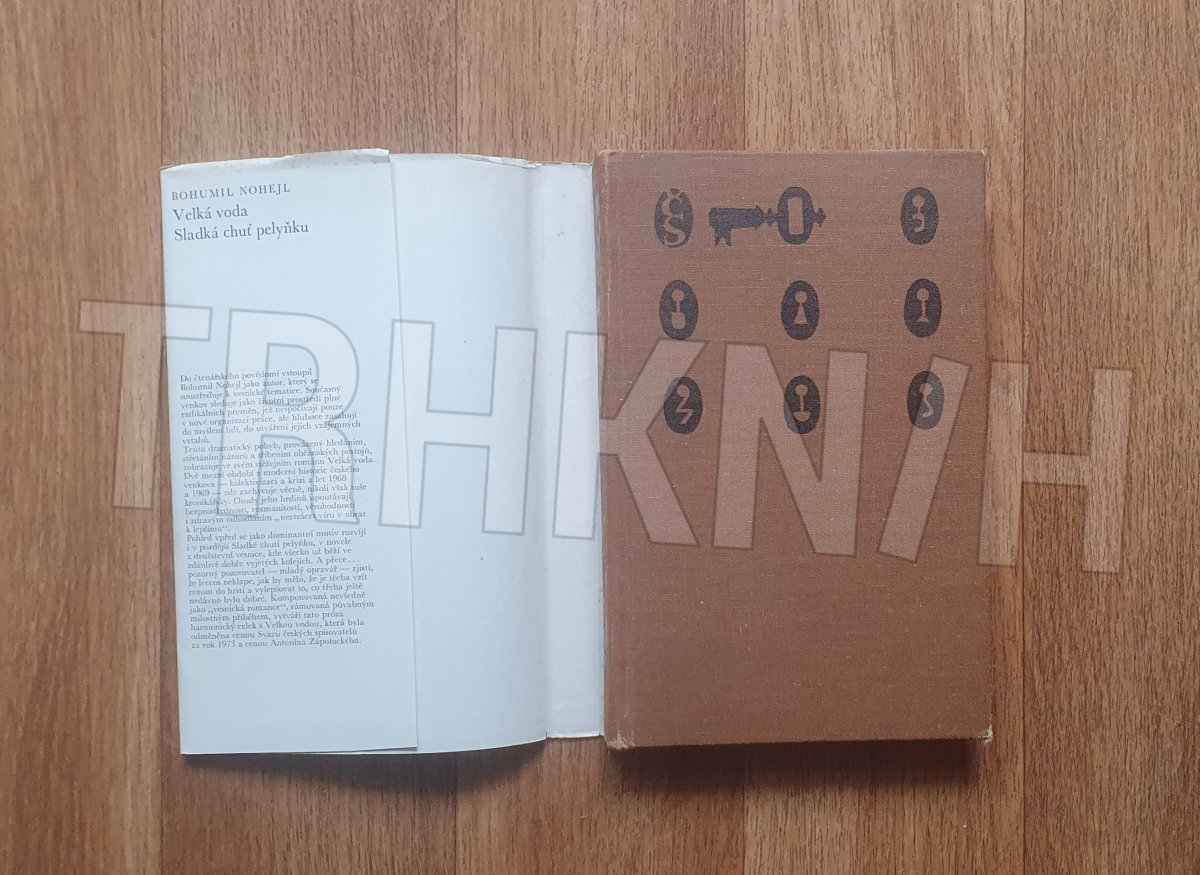 BOHUMIL NOHEJL
Velká voda
Sladká chuť pelyňku
Do čtenářského povědomí vstoupil
Bohumil Nohejl jako autor, který se
soustřeďuje k vesnické tematice. Současný
venkov sleduje jako životní prostředí plné
radikálních přeměn, jež nespočívají pouze
v nové organizaci práce, ale hluboce zasahují
do myšlení lidí, do utváření jejich vzájemných
vztahů.
Tento dramatický pohyb, provázený hledáním,
střetáním názorů a tříbením občanských postojů,
zobrazuje ve svém stěžejním románu Velká voda.
Dvě mezní období v moderní historie českého
venkova — kolektivizaci a krizi z let 1968
a 1969 — zde zachycuje věcně, nikoli však suše
kronikářsky. Osudy jeho hrdinů upoutávají
bezprostředností, rozmanitostí, věrohodností
i zdravým odhodláním „neztrácet víru v obrat
k lepšímu“.
Pohled vpřed se jako dominantní motiv rozvíjí
i v pozdější Sladké chuti pelyňku, v novele
z družstevní vesnice, kde všecko už běží ve
zdánlivě dobře vyjetých kolejích. A přece...
pozorný pozorovatel — mladý opravář — zjistí,
že leccos neklape, jak by mělo, že je třeba vzít
rozum do hrsti a vylepšovat to, co třeba ještě
nedávno bylo dobré. Komponovaná nevšedně
jako „vesnická romance“, rámovaná půvabným
milostným příběhem, vytváří tato próza
harmonický celek s Velkou vodou, která byla
odměněna cenou Svazu českých spisovatelů
za rok 1973 a cenou Antonína Zápotockého.
ČS
TRHKNIH